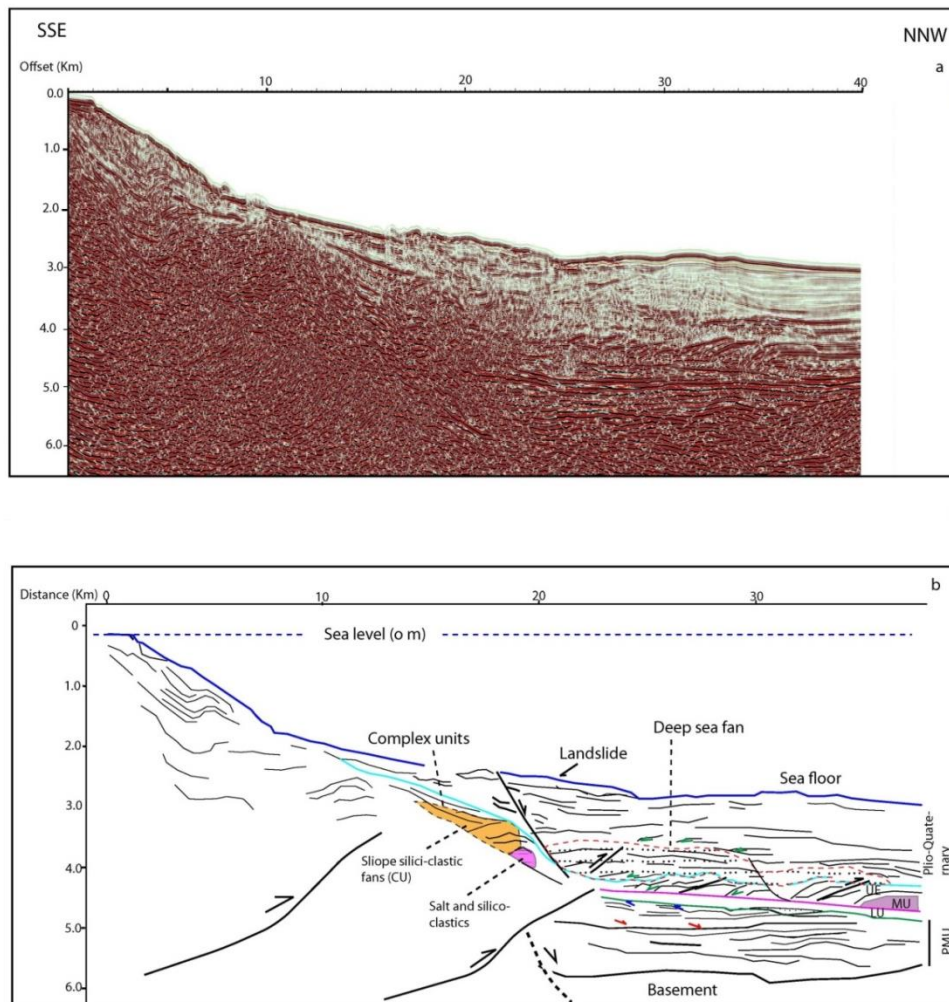 SSE NNW
Offset (Km) 10 20 30 40 a
0.0
1.0
2.0
3.0
4.0
5.0
6.0
Distance (Km) 0 10 20 30 b
0
Sea level (o m)
1.0
2.0
Complex units
Deep sea fan
Landslide
Sea floor
3.0
4.0
Sliope silici-clastic
fans (CU)
Salt and silico-
clastics
Plio-Quate-
rnary
UE
MU
LU
5.0
PMU
6.0
Basement